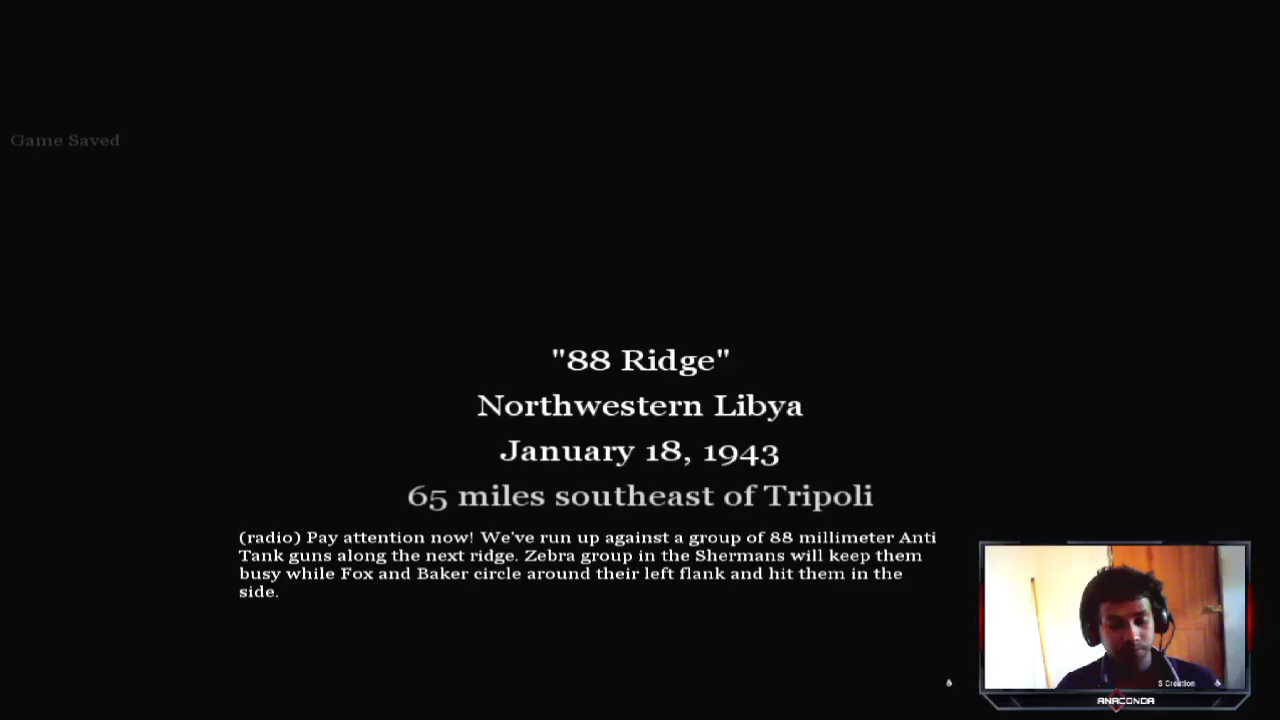 Game Saved
"88 Ridge"
Northwestern Libya
January 18, 1943
65 miles southeast of Tripoli
(radio) Pay attention now! We've run up against a group of 88 millimeter Anti
Tank guns along the next ridge. Zebra group in the Shermans will keep them
busy while Fox and Baker circle around their left flank and hit them in the
side.
S Creation
ANACONDA